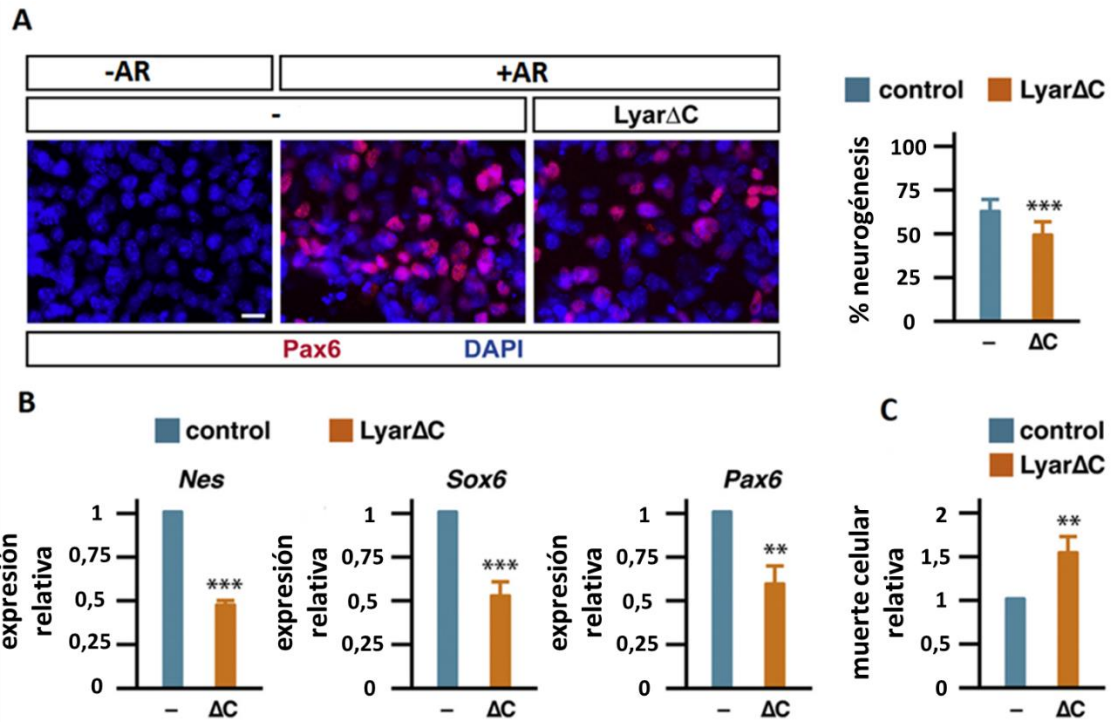 A
-AR
+AR
-
LyarΔC
Pax6
DAPI
control
LyarΔC
% neurogénesis
100
75
50
25
0
***
–
ΔC
B
control
LyarΔC
Nes
expresión
relativa
1
0,75
0,5
0,25
0
***
–
ΔC
Sox6
expresión
relativa
1
0,75
0,5
0,25
0
***
–
ΔC
Pax6
expresión
relativa
1
0,75
0,5
0,25
0
**
–
ΔC
C
control
LyarΔC
muerte celular
relativa
2
1,5
1
0,5
0
**
–
ΔC